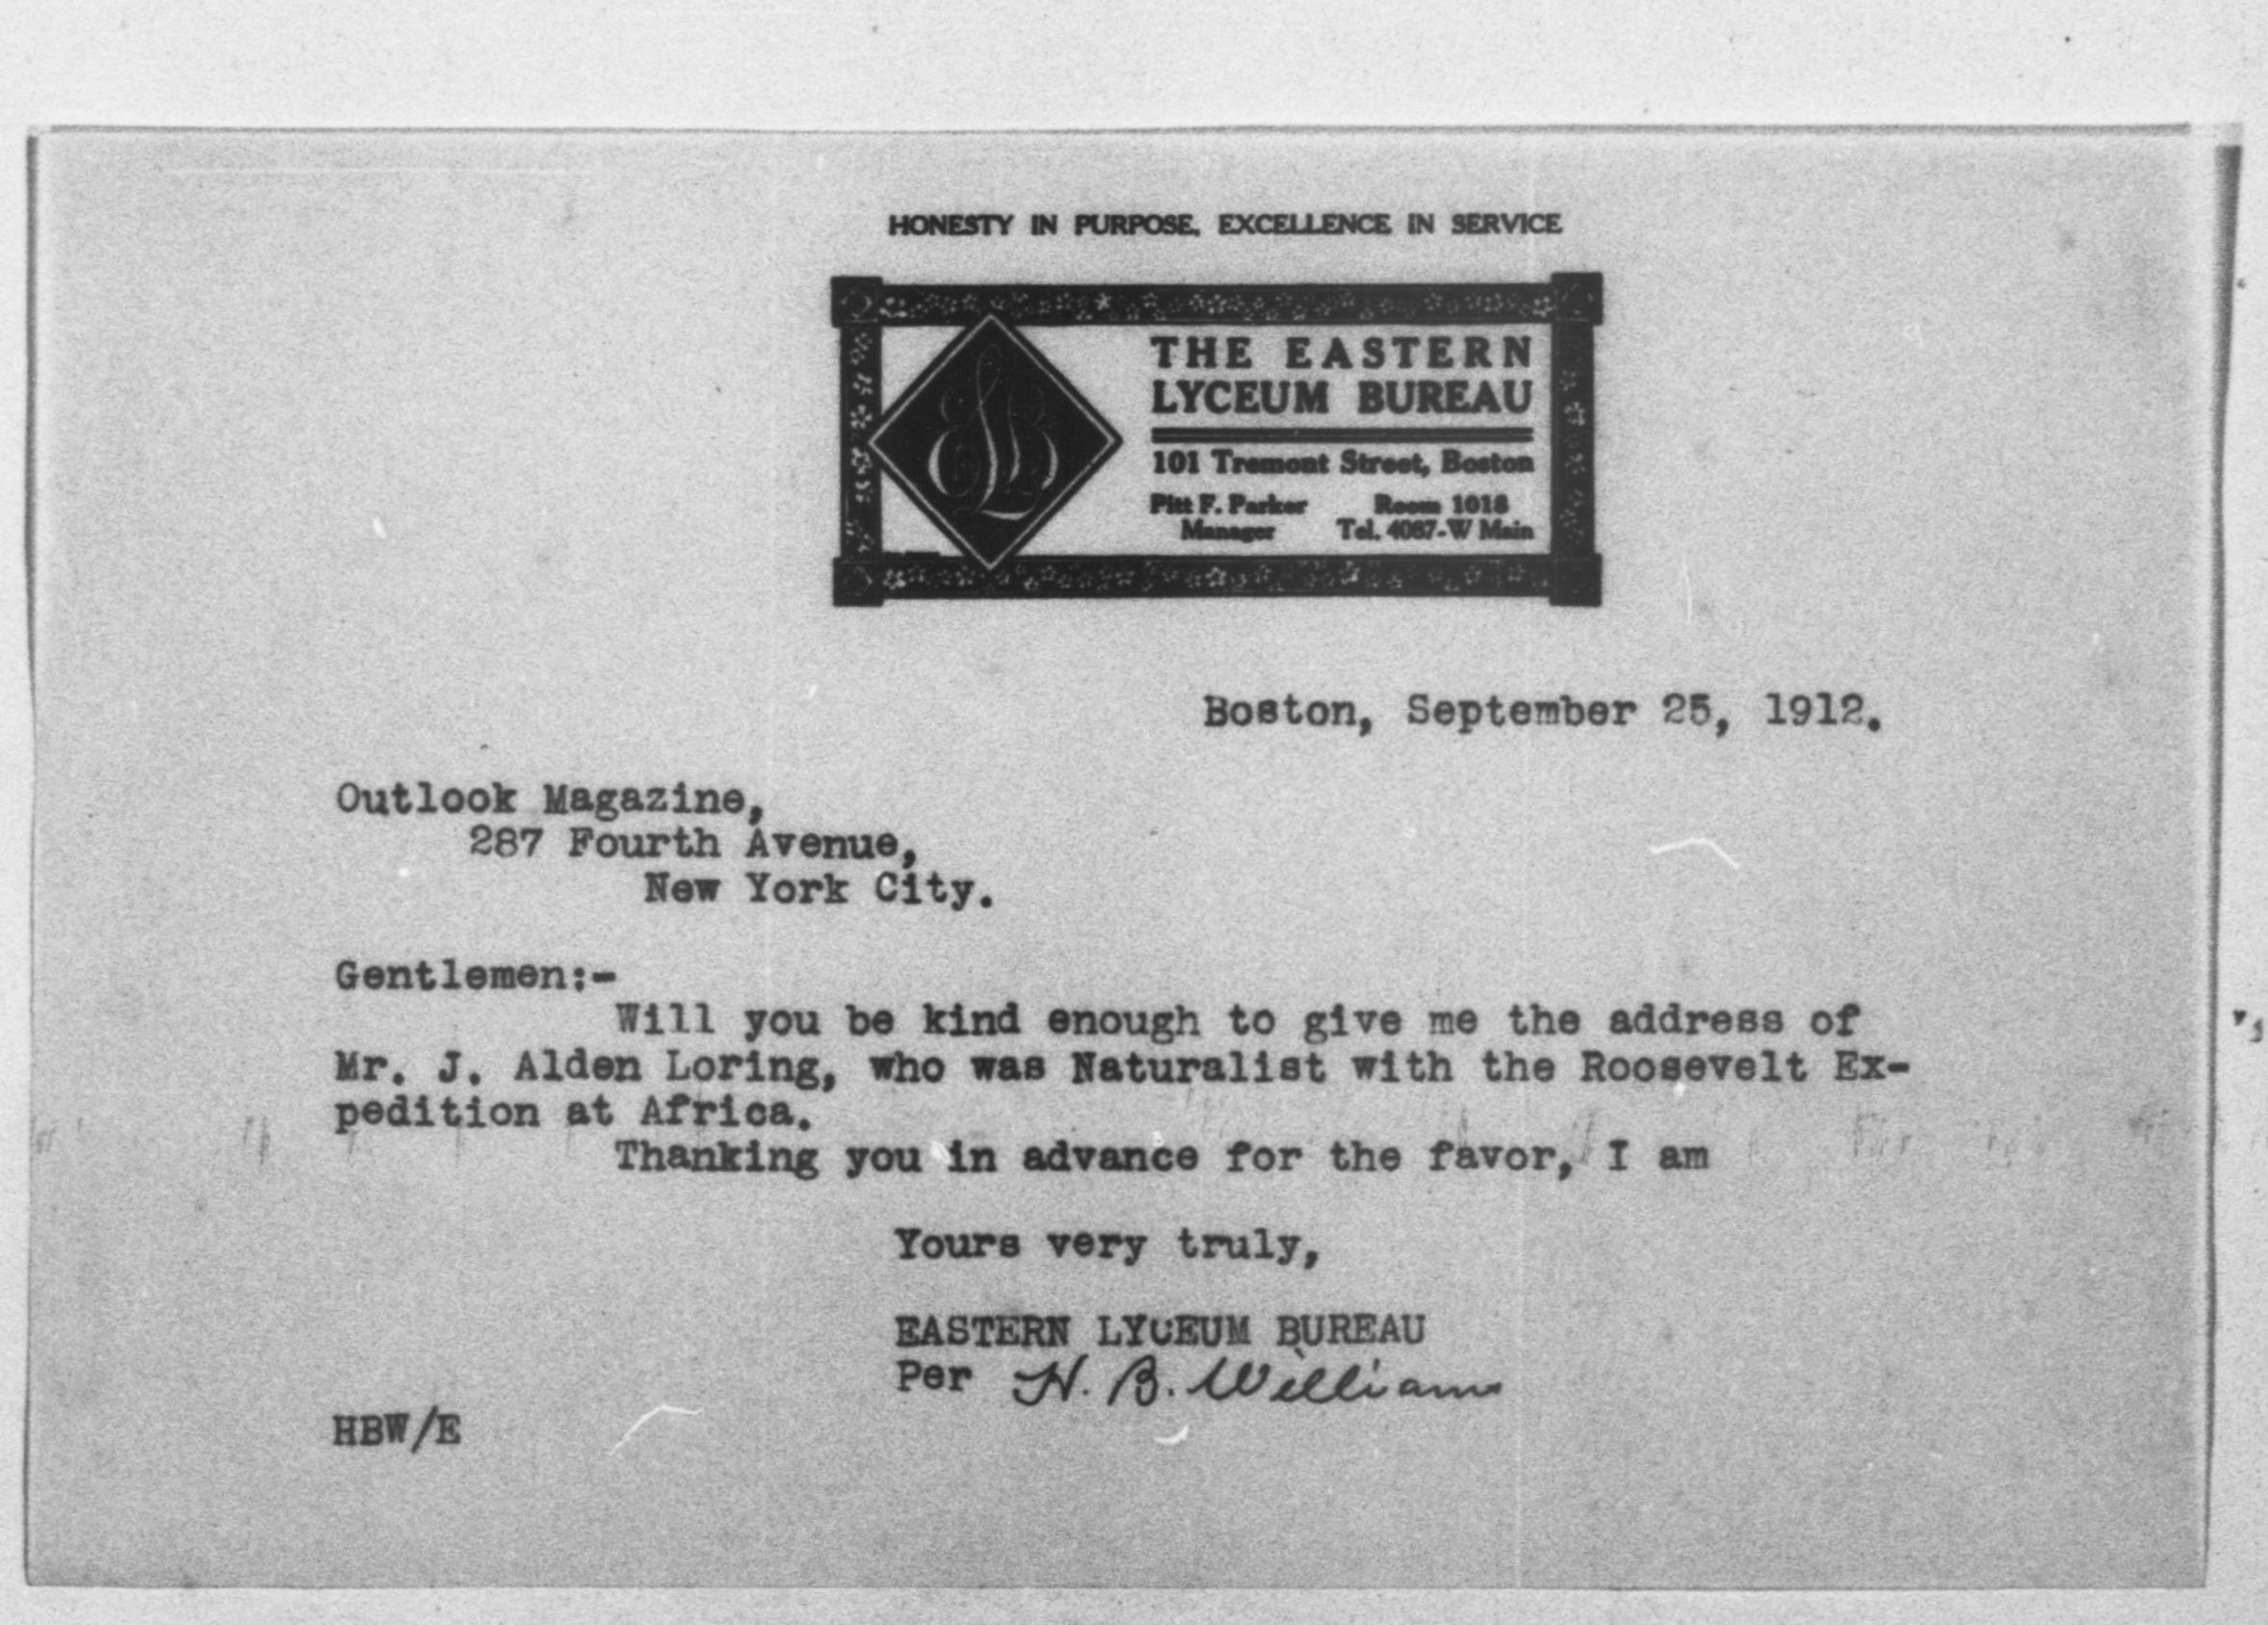 HONESTY IN PURPOSE, EXCELLENCE IN SERVICE
ELB
THE EASTERN
LYCEUM BUREAU
101 Tremont Street, Boston
Pitt F. Parker Room 1018
Manager Tel. 4067-W Main
Boston, September 25, 1912.
Outlook Magazine,
287 Fourth Avenue,
New York City.
Gentlemen:-
Will you be kind enough to give me the address of
Mr. J. Alden Loring, who was Naturalist with the Roosevelt Ex-
pedition at Africa.
Thanking you in advance for the favor, I am
Yours very truly,
EASTERN LYCEUM BUREAU
Per H. B. Williams
HBW/E